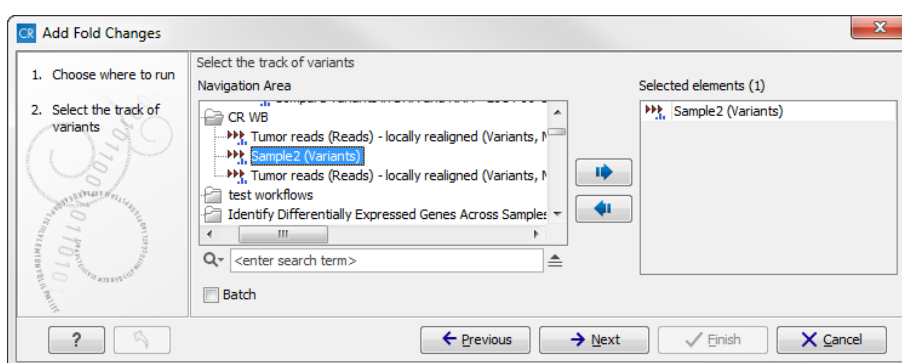 CR Add Fold Changes
1. Choose where to run
2. Select the track of
variants
Select the track of variants
Navigation Area
CR WB
Tumor reads (Reads) - locally realigned (Variants, M
Sample2 (Variants)
Tumor reads (Reads) - locally realigned (Variants, M
test workflows
Identify Differentially Expressed Genes Across Samples
<enter search term>
Batch
Selected elements (1)
Sample2 (Variants)
? Previous Next Finish Cancel